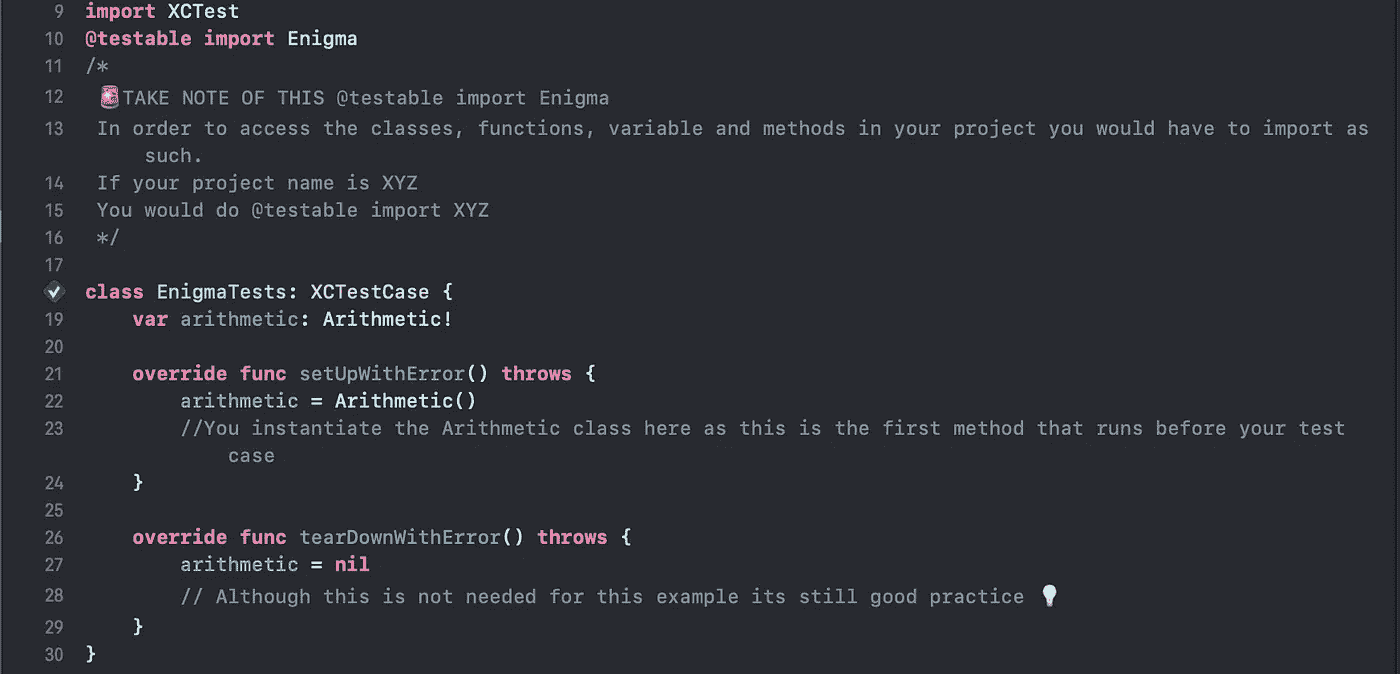 9 import XCTest
10 @testable import Enigma
11 /*
12 🚨TAKE NOTE OF THIS @testable import Enigma
13 In order to access the classes, functions, variable and methods in your project you would have to import as
such.
14 If your project name is XYZ
15 You would do @testable import XYZ
16 */
17
class EnigmaTests: XCTestCase {
19 var arithmetic: Arithmetic!
20
21 override func setUpWithError() throws {
22 arithmetic = Arithmetic()
23 //You instantiate the Arithmetic class here as this is the first method that runs before your test
case
24 }
25
26 override func tearDownWithError() throws {
27 arithmetic = nil
28 // Although this is not needed for this example its still good practice 💡
29 }
30 }